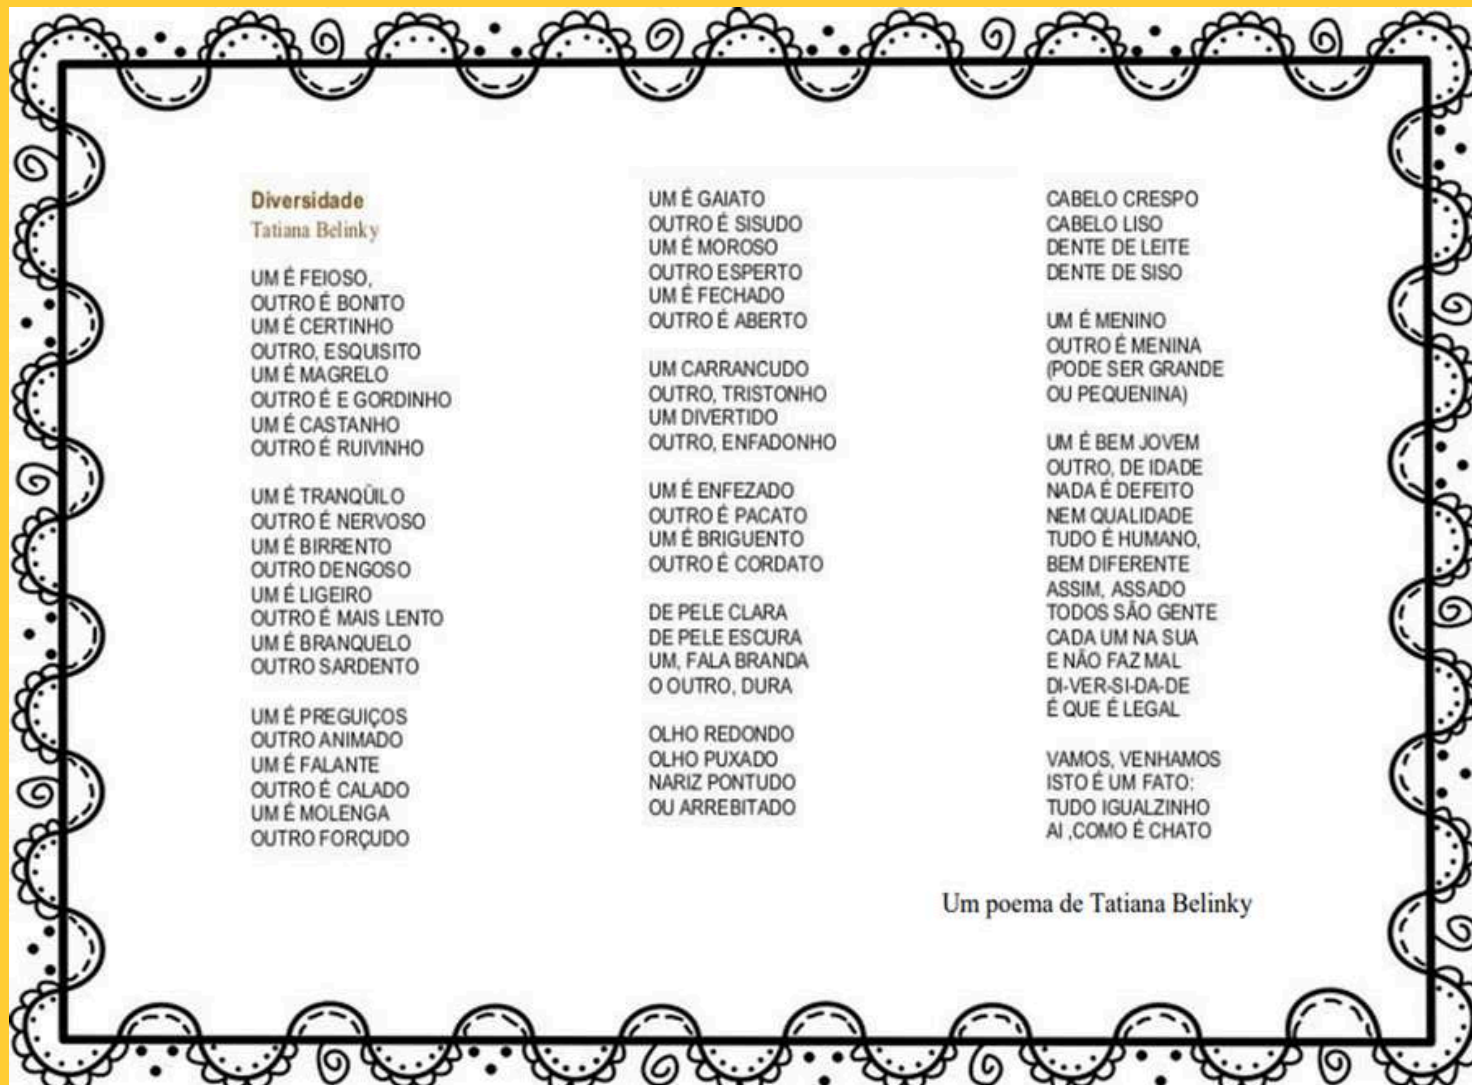 Diversidade
Tatiana Belinky
UM É FEIOSO,
OUTRO É BONITO
UM É CERTINHO
OUTRO, ESQUISITO
UM É MAGRELO
OUTRO É E GORDINHO
UM É CASTANHO
OUTRO É RUIVINHO
UM É TRANQÜILO
OUTRO É NERVOSO
UM É BIRRENTO
OUTRO DENGOSO
UM É LIGEIRO
OUTRO É MAIS LENTO
UM É BRANQUELO
OUTRO SARDENTO
UM É PREGUIÇOS
OUTRO ANIMADO
UM É FALANTE
OUTRO É CALADO
UM É MOLENGA
OUTRO FORÇUDO
UM É GAIATO
OUTRO É SISUDO
UM É MOROSO
OUTRO ESPERTO
UM É FECHADO
OUTRO É ABERTO
UM CARRANCUDO
OUTRO, TRISTONHO
UM DIVERTIDO
OUTRO, ENFADONHO
UM É ENFEZADO
OUTRO É PACATO
UM É BRIGUENTO
OUTRO É CORDATO
DE PELE CLARA
DE PELE ESCURA
UM, FALA BRANDA
O OUTRO, DURA
OLHO REDONDO
OLHO PUXADO
NARIZ PONTUDO
OU ARREBITADO
CABELO CRESPO
CABELO LISO
DENTE DE LEITE
DENTE DE SISO
UM É MENINO
OUTRO É MENINA
(PODE SER GRANDE
OU PEQUENINA)
UM É BEM JOVEM
OUTRO, DE IDADE
NADA É DEFEITO
NEM QUALIDADE
TUDO É HUMANO,
BEM DIFERENTE
ASSIM, ASSADO
TODOS SÃO GENTE
CADA UM NA SUA
E NÃO FAZ MAL
DI-VER-SI-DA-DE
É QUE É LEGAL
VAMOS, VENHAMOS
ISTO É UM FATO:
TUDO IGUALZINHO
AI ,COMO É CHATO
Um poema de Tatiana Belinky